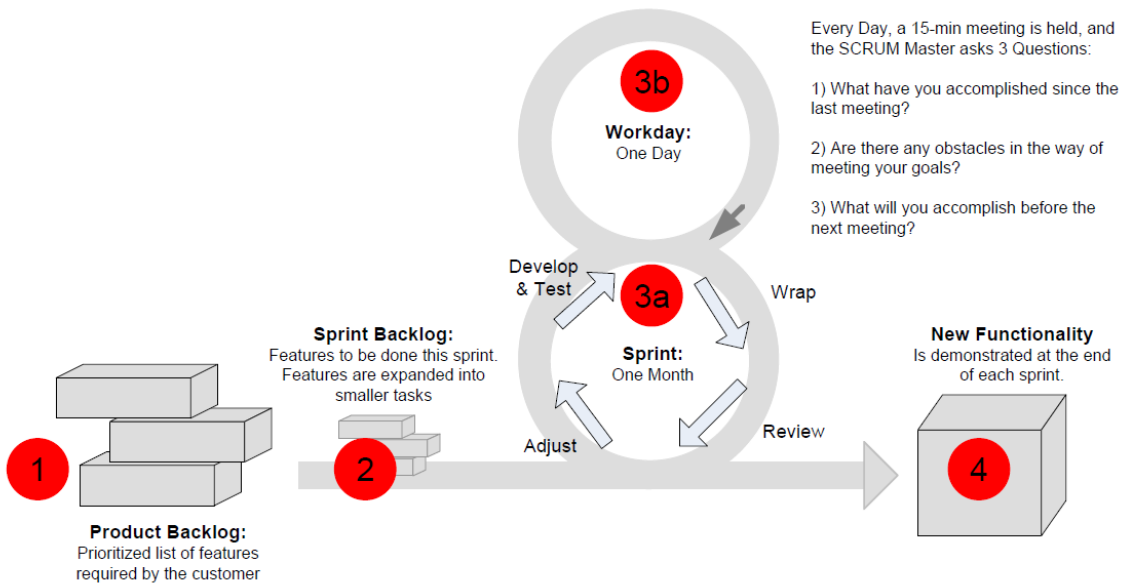 Every Day, a 15-min meeting is held, and
the SCRUM Master asks 3 Questions:
1) What have you accomplished since the
last meeting?
2) Are there any obstacles in the way of
meeting your goals?
3) What will you accomplish before the
next meeting?
3b
Workday:
One Day
Develop
& Test
3a
Wrap
Sprint:
One Month
Adjust
Review
Sprint Backlog:
Features to be done this sprint.
Features are expanded into
smaller tasks
2
1
Product Backlog:
Prioritized list of features
required by the customer
New Functionality
Is demonstrated at the end
of each sprint.
4